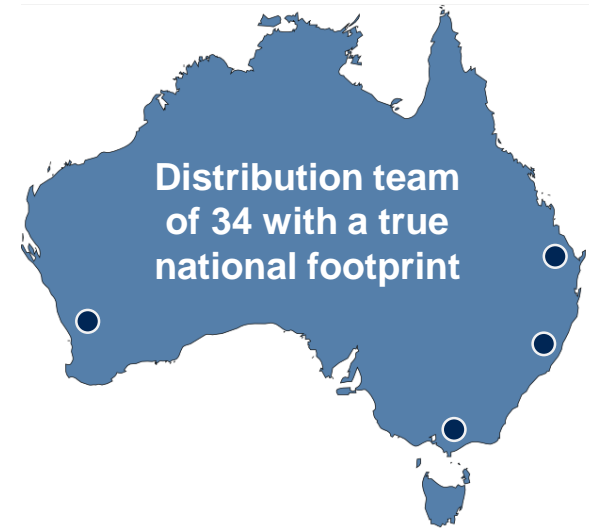 Distribution team
of 34 with a true
national footprint